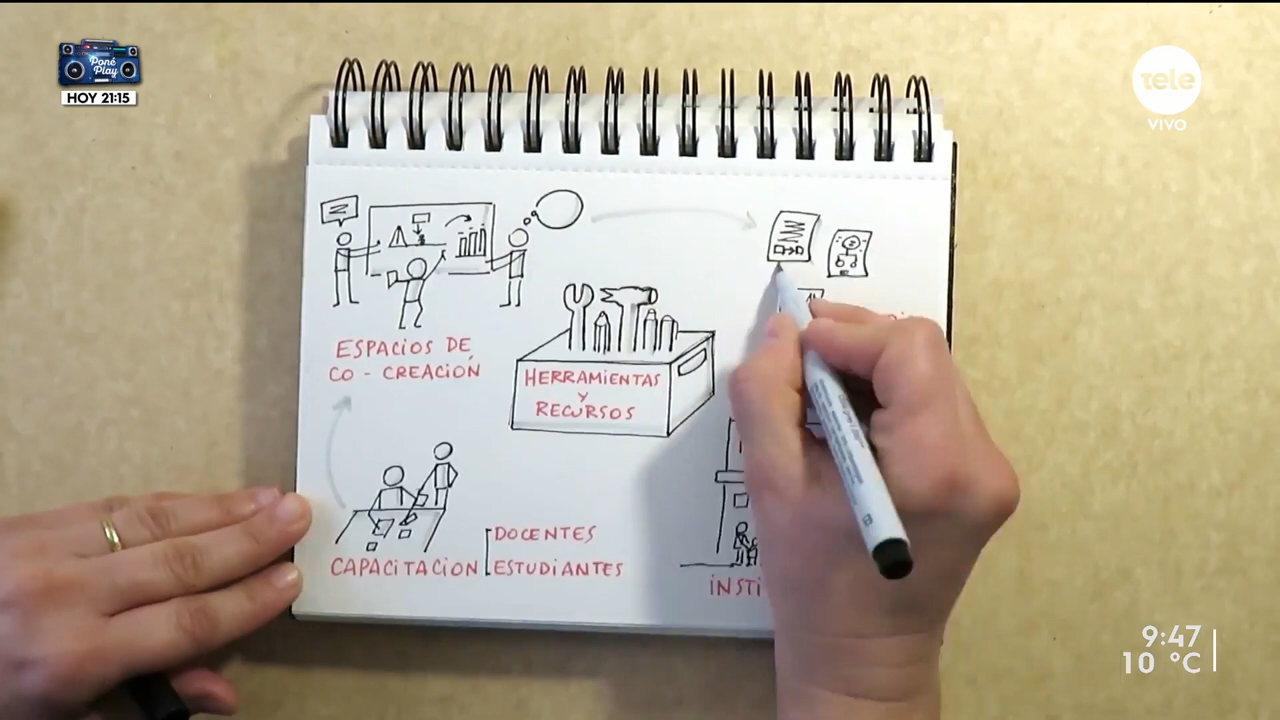 Poné
Play
HOY 21:15
tele
VIVO
ESPACIOS DE
CO - CREACIÓN
HERRAMIENTAS
Y
RECURSOS
DOCENTES
CAPACITACION
ESTUDIANTES
9:47
10 °C